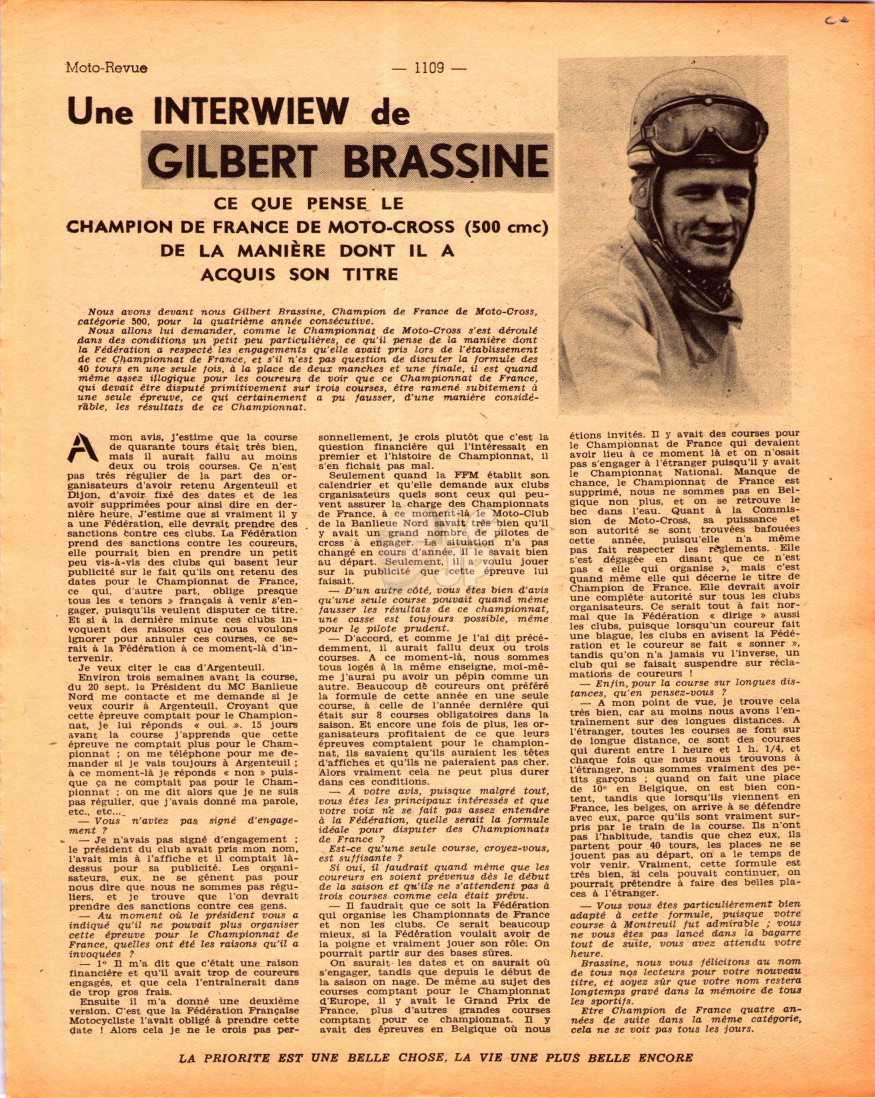 Moto-Revue
— 1109 —
Une INTERWIEW de
GILBERT BRASSINE
CE QUE PENSE LE
CHAMPION DE FRANCE DE MOTO-CROSS (500 cmc)
DE LA MANIÈRE DONT IL A
ACQUIS SON TITRE
Nous avons devant nous Gilbert Brassine, Champion de France de Moto-Cross,
catégorie 500, pour la quatrième année consécutive.
Nous allons lui demander, comme le Championnat de Moto-Cross s'est déroulé
dans des conditions un petit peu particulières, ce qu'il pense de la manière dont
la Fédération a respecté les engagements qu'elle avait pris lors de l'établissement
de ce Championnat de France, et s'il n'est pas question de discuter la formule des
40 tours en une seule fois, à la place de deux manches et une finale, il est quand
même assez illogique pour les coureurs de voir que ce Championnat de France,
qui devait être disputé primitivement sur trois courses, être ramené subitement à
une seule épreuve, ce qui certainement a pu fausser, d'une manière considé-
rable, les résultats de ce Championnat.
A mon avis, j'estime que la course
de quarante tours était très bien,
mais il aurait fallu au moins
deux ou trois courses. Ce n'est
pas très régulier de la part des or-
ganisateurs d'avoir retenu Argenteuil et
Dijon, d'avoir fixé des dates et de les
avoir supprimées pour ainsi dire en der-
nière heure. J'estime que si vraiment il y
a une Fédération, elle devrait prendre des
sanctions contre ces clubs. La Fédération
prend des sanctions contre les coureurs,
elle pourrait bien en prendre un petit
peu vis-à-vis des clubs qui basent leur
publicité sur le fait qu'ils ont retenu des
dates pour le Championnat de France,
ce qui, d'autre part, oblige presque
tous les « tenors » français à venir s'en-
gager, puisqu'ils veulent disputer ce titre.
Et si à la dernière minute ces clubs in-
voquent des raisons que nous voulons
ignorer pour annuler ces courses, ce se-
rait à la Fédération à ce moment-là d'in-
tervenir.
Je veux citer le cas d'Argenteuil.
Environ trois semaines avant la course,
du 20 sept. le Président du MC Banlieue
Nord me contacte et me demande si je
veux courir à Argenteuil. Croyant que
cette épreuve comptait pour le Champion-
nat, je lui réponds « oui ». 15 jours
avant la course j'apprends que cette
épreuve ne comptait plus pour le Cham-
pionnat ; on me téléphone pour me de-
mander si je vais toujours à Argenteuil ;
à ce moment-là je réponds « non » puis-
que ça ne comptait pas pour le Cham-
pionnat ; on me dit alors que je ne suis
pas régulier, que j'avais donné ma parole,
etc., etc...
— Vous n'aviez pas signé d'engage-
ment ?
— Je n'avais pas signé d'engagement ;
le président du club avait pris mon nom,
l'avait mis à l'affiche et il comptait là-
dessus pour sa publicité. Les organi-
sateurs, eux, ne se gênent pas pour
nous dire que nous ne sommes pas régu-
liers, et je trouve que l'on devrait
prendre des sanctions contre ces gens.
— Au moment où le président vous a
indiqué qu'il ne pouvait plus organiser
cette épreuve pour le Championnat de
France, quelles ont été les raisons qu'il a
invoquées ?
— 1° Il m'a dit que c'était une raison
financière et qu'il avait trop de coureurs
engagés, et que cela l'entraînerait dans
de trop gros frais.
Ensuite il m'a donné une deuxième
version. C'est que la Fédération Française
Motocycliste l'avait obligé à prendre cette
date ! Alors cela je ne le crois pas per-
sonnellement, je crois plutôt que c'est la
question financière qui l'intéressait en
premier et l'histoire de Championnat, il
s'en fichait pas mal.
Seulement quand la FFM établit son
calendrier et qu'elle demande aux clubs
organisateurs quels sont ceux qui peu-
vent assurer la charge des Championnats
de France, à ce moment-là le Moto-Club
de la Banlieue Nord savait très bien qu'il
y avait un grand nombre de pilotes de
cross à engager. La situation n'a pas
changé en cours d'année, il le savait bien
au départ. Seulement, il a voulu jouer
sur la publicité que cette épreuve lui
faisait.
— D'un autre côté, vous êtes bien d'avis
qu'une seule course pouvait quand même
fausser les résultats de ce championnat,
une casse est toujours possible, même
pour le pilote prudent.
— D'accord, et comme je l'ai dit précé-
demment, il aurait fallu deux ou trois
courses. A ce moment-là, nous sommes
tous logés à la même enseigne, moi-mê-
me j'aurai pu avoir un pépin comme un
autre. Beaucoup de coureurs ont préféré
la formule de cette année en une seule
course, à celle de l'année dernière qui
était sur 8 courses obligatoires dans la
saison. Et encore une fois de plus, les or-
ganisateurs profitaient de ce que leurs
épreuves comptaient pour le champion-
nat, ils savaient qu'ils auraient les têtes
d'affiches et qu'ils ne paieraient pas cher.
Alors vraiment cela ne peut plus durer
dans ces conditions.
— A votre avis, puisque malgré tout,
vous êtes les principaux intéressés et que
votre voix ne se fait pas assez entendre
à la Fédération, quelle serait la formule
idéale pour disputer des Championnats
de France ?
Est-ce qu'une seule course, croyez-vous,
est suffisante ?
Si oui, il faudrait quand même que les
coureurs en soient prévenus dès le début
de la saison et qu'ils ne s'attendent pas à
trois courses comme cela était prévu.
— Il faudrait que ce soit la Fédération
qui organise les Championnats de France
et non les clubs. Ce serait beaucoup
mieux, si la Fédération voulait avoir de
la poigne et vraiment jouer son rôle. On
pourrait partir sur des bases sûres.
On saurait les dates et on saurait où
s'engager, tandis que depuis le début de
la saison on nage. De même au sujet des
courses comptant pour le Championnat
d'Europe, il y avait le Grand Prix de
France, plus d'autres grandes courses
comptant pour ce championnat. Il y
avait des épreuves en Belgique où nous
étions invités. Il y avait des courses pour
le Championnat de France qui devaient
avoir lieu à ce moment là et on n'osait
pas s'engager à l'étranger puisqu'il y avait
le Championnat National. Manque de
chance, le Championnat de France est
supprimé, nous ne sommes pas en Bel-
gique non plus, et on se retrouve le
bec dans l'eau. Quant à la Commis-
sion de Moto-Cross, sa puissance et
son autorité se sont trouvées bafouées
cette année, puisqu'elle n'a même
pas fait respecter les règlements. Elle
s'est dégagée en disant que ce n'est
pas « elle qui organise », mais c'est
quand même elle qui décerne le titre de
Champion de France. Elle devrait avoir
une complète autorité sur tous les clubs
organisateurs. Ce serait tout à fait nor-
mal que la Fédération « dirige » aussi
les clubs, puisque lorsqu'un coureur fait
une blague, les clubs en avisent la Fédé-
ration et le coureur se fait « sonner »,
tandis qu'on n'a jamais vu l'inverse, un
club qui se faisait suspendre sur récla-
mations de coureurs !
— Enfin, pour la course sur longues dis-
tances, qu'en pensez-vous ?
— A mon point de vue, je trouve cela
très bien, car au moins nous avons l'en-
traînement sur des longues distances. A
l'étranger, toutes les courses se font sur
de longue distance, ce sont des courses
qui durent entre 1 heure et 1 h. 1/4, et
chaque fois que nous nous trouvons à
l'étranger, nous sommes vraiment des pe-
tits garçons ; quand on fait une place
de 10e en Belgique, on est bien con-
tent, tandis que lorsqu'ils viennent en
France, les belges, on arrive à se défendre
avec eux, parce qu'ils sont vraiment sur-
pris par le train de la course. Ils n'ont
pas l'habitude, tandis que chez eux, ils
partent pour 40 tours, les places ne se
jouent pas au départ, on a le temps de
voir venir. Vraiment, cette formule est
très bien, si cela pouvait continuer, on
pourrait prétendre à faire des belles pla-
ces à l'étranger.
— Vous vous êtes particulièrement bien
adapté à cette formule, puisque votre
course à Montreuil fut admirable ; vous
ne vous êtes pas lancé dans la bagarre
tout de suite, vous avez attendu votre
heure.
Brassine, nous vous félicitons au nom
de tous nos lecteurs pour votre nouveau
titre, et soyez sûr que votre nom restera
longtemps gravé dans la mémoire de tous
les sportifs.
Etre Champion de France quatre an-
nées de suite dans la même catégorie,
cela ne se voit pas tous les jours.
LA PRIORITE EST UNE BELLE CHOSE, LA VIE UNE PLUS BELLE ENCORE